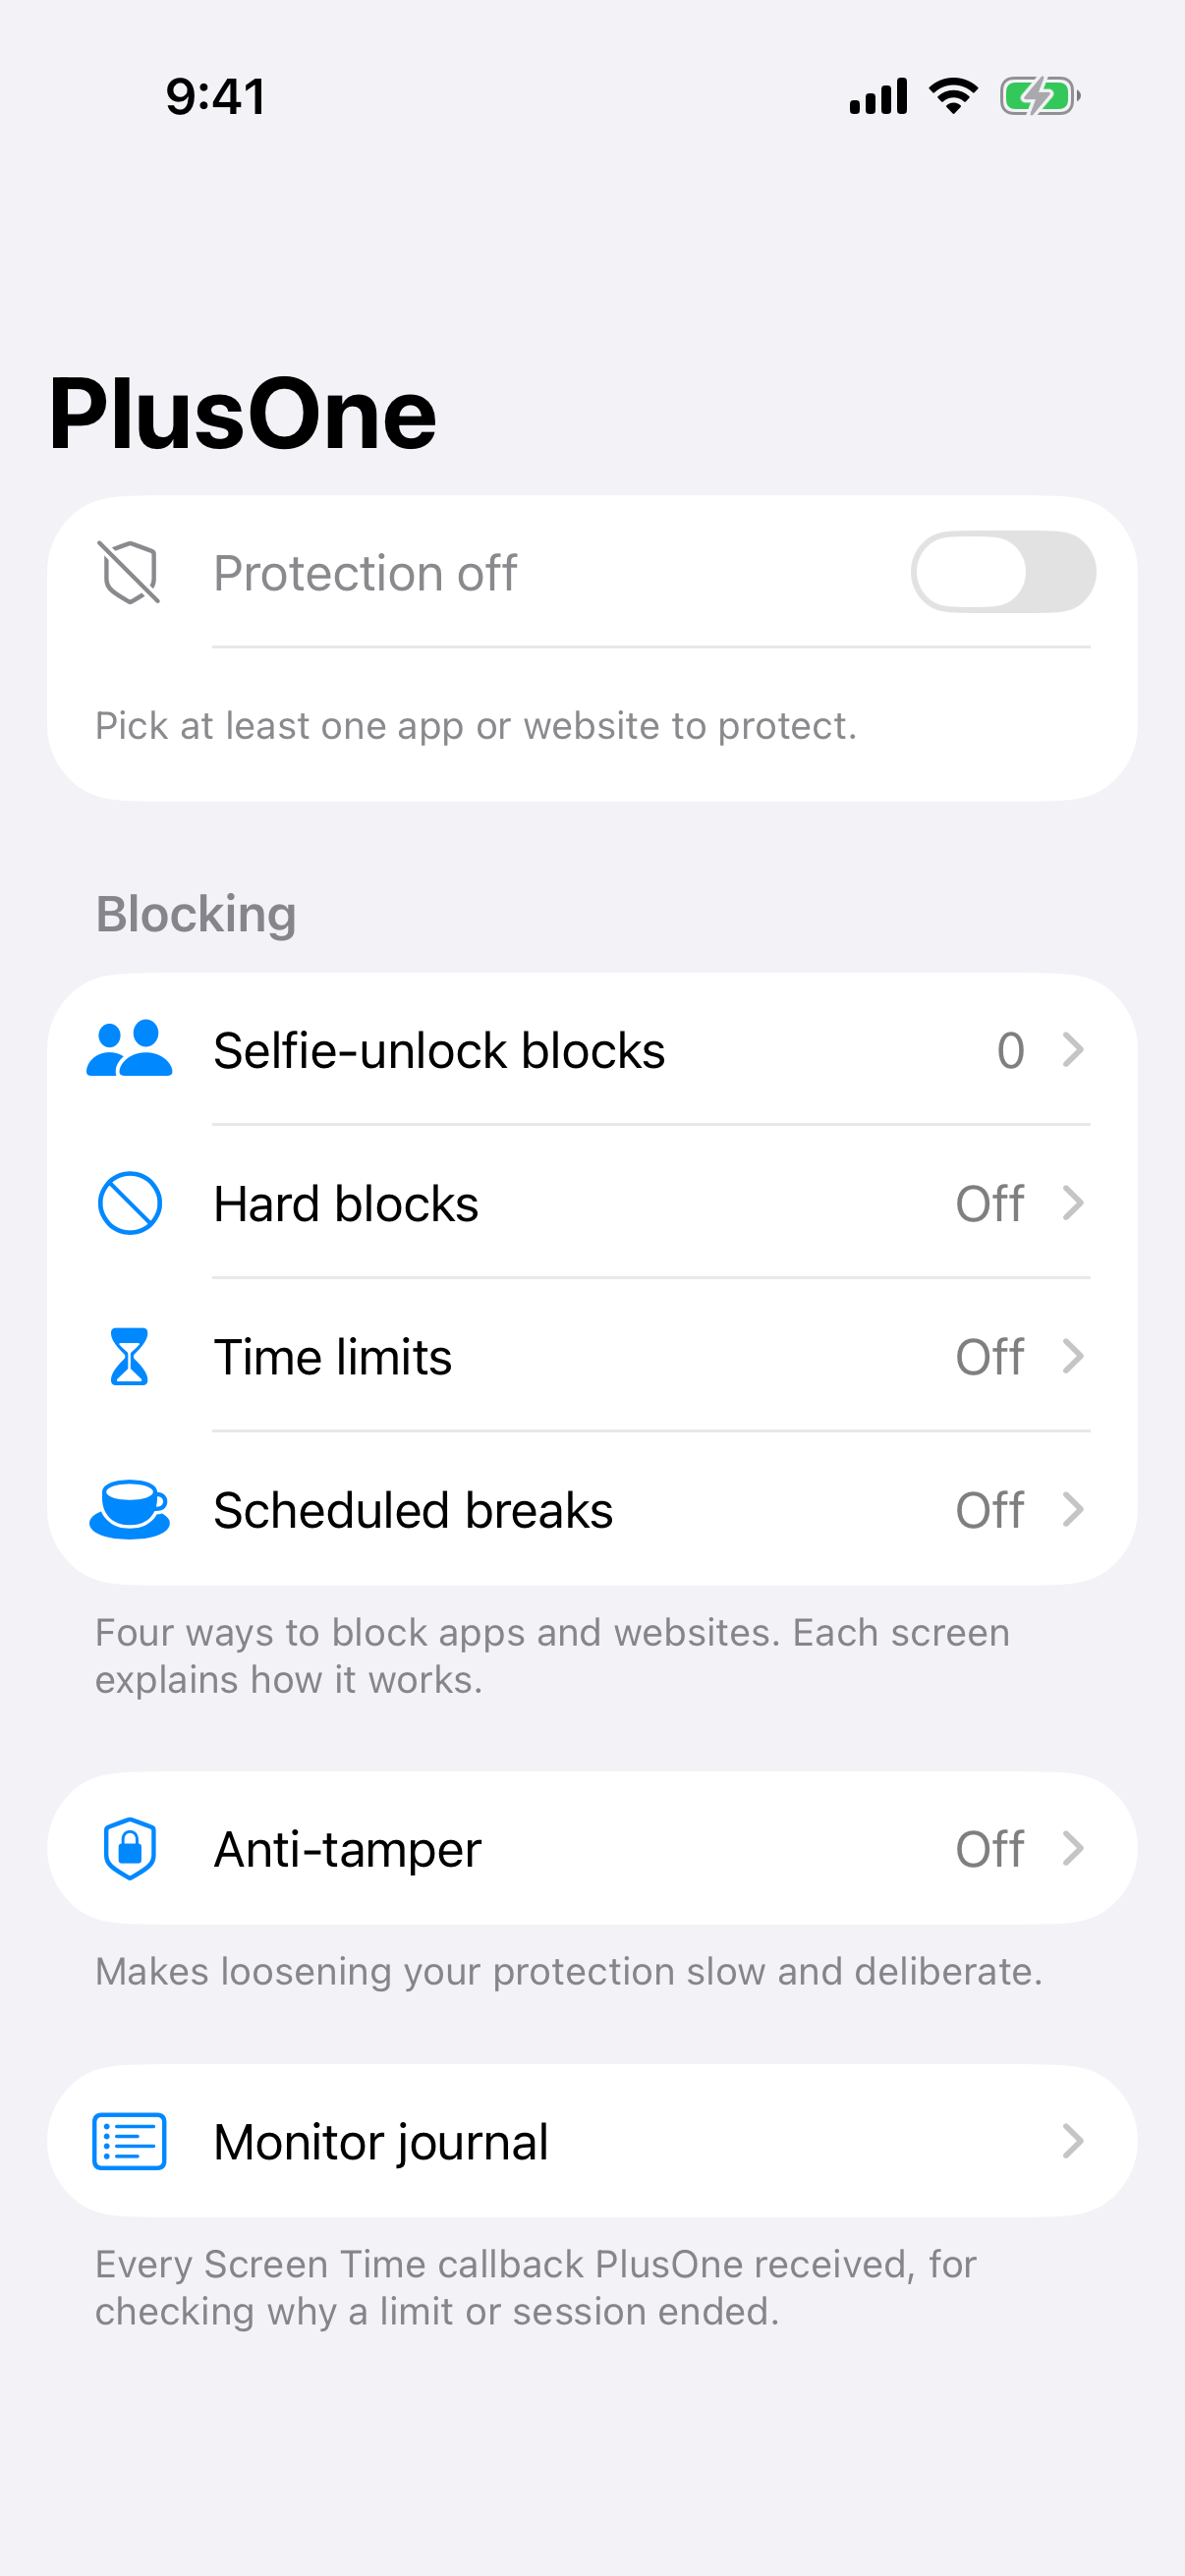 9:41
PlusOne
Protection off
Pick at least one app or website to protect.
Blocking
Selfie-unlock blocks 0
Hard blocks Off
Time limits Off
Scheduled breaks Off
Four ways to block apps and websites. Each screen
explains how it works.
Anti-tamper Off
Makes loosening your protection slow and deliberate.
Monitor journal
Every Screen Time callback PlusOne received, for
checking why a limit or session ended.